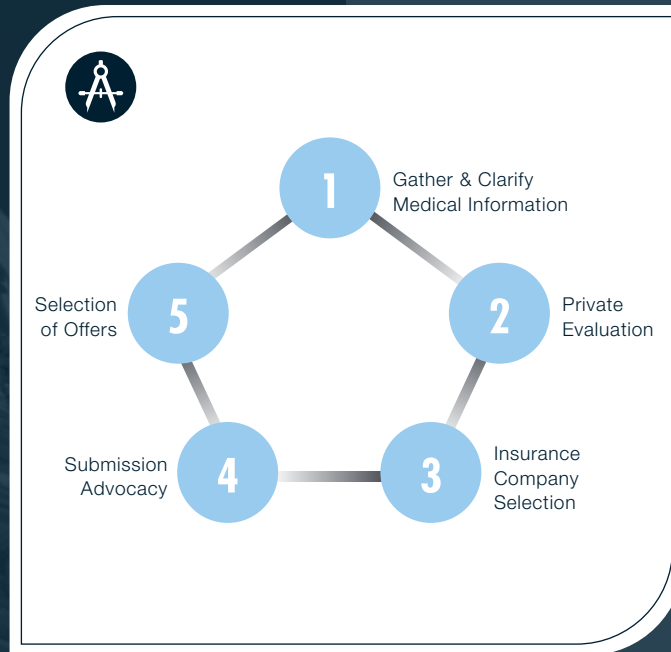 1
Gather & Clarify
Medical Information
2
Private
Evaluation
3
Insurance
Company
Selection
4
Submission
Advocacy
5
Selection
of Offers